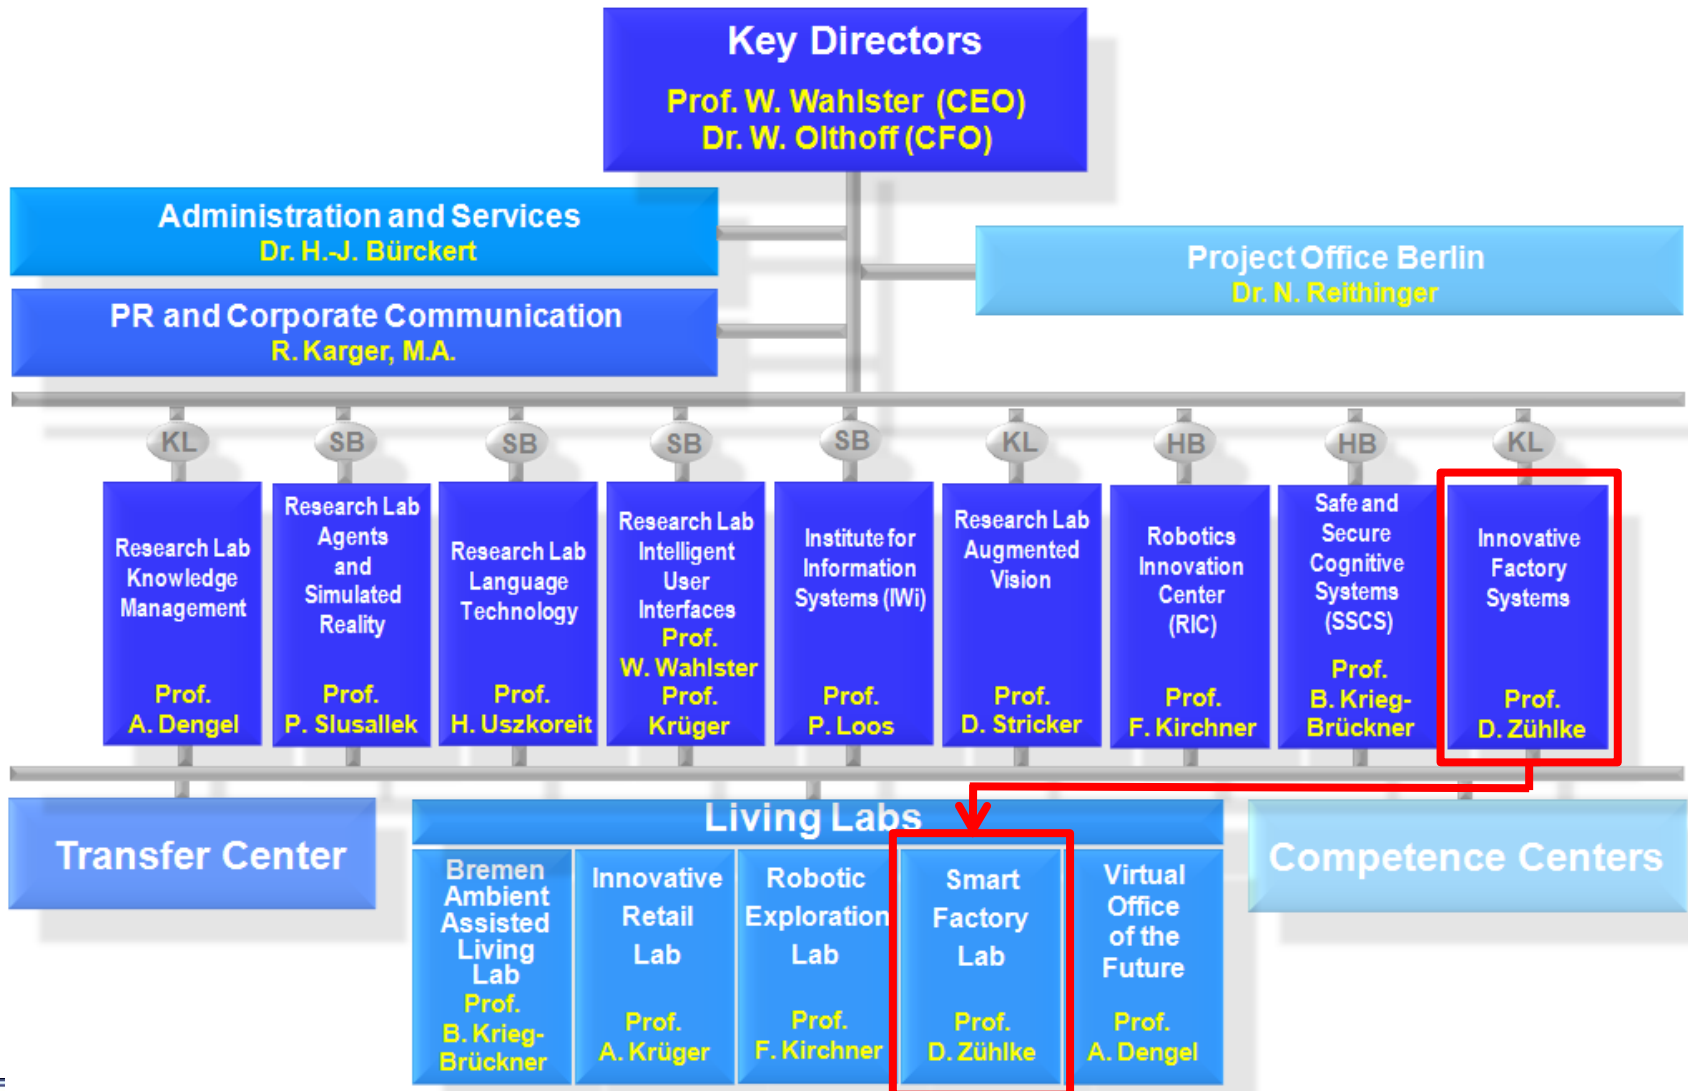 Key Directors
Prof. W. Wahlster (CEO)
Dr. W. Olthoff (CFO)
Administration and Services
Dr. H.-J. Bürckert
Project Office Berlin
Dr. N. Reithinger
PR and Corporate Communication
R. Karger, M.A.
KL
SB
SB
SB
SB
KL
HB
HB
KL
Research Lab
Knowledge
Management
Prof.
A. Dengel
Research Lab
Agents
and
Simulated
Reality
Prof.
P. Slusallek
Research Lab
Language
Technology
Prof.
H. Uszkoreit
Research Lab
Intelligent
User
Interfaces
Prof.
W. Wahlster
Prof.
Krüger
Institute for
Information
Systems (IWi)
Prof.
P. Loos
Research Lab
Augmented
Vision
Prof.
D. Stricker
Robotics
Innovation
Center
(RIC)
Prof.
F. Kirchner
Safe and
Secure
Cognitive
Systems
(SSCS)
Prof.
B. Krieg-
Brückner
Innovative
Factory
Systems
Prof.
D. Zühlke
Transfer Center
Living Labs
Bremen
Ambient
Assisted
Living
Lab
Prof.
B. Krieg-
Brückner
Innovative
Retail
Lab
Prof.
A. Krüger
Robotic
Exploration
Lab
Prof.
F. Kirchner
Smart
Factory
Lab
Prof.
D. Zühlke
Virtual
Office
of the
Future
Prof.
A. Dengel
Competence Centers